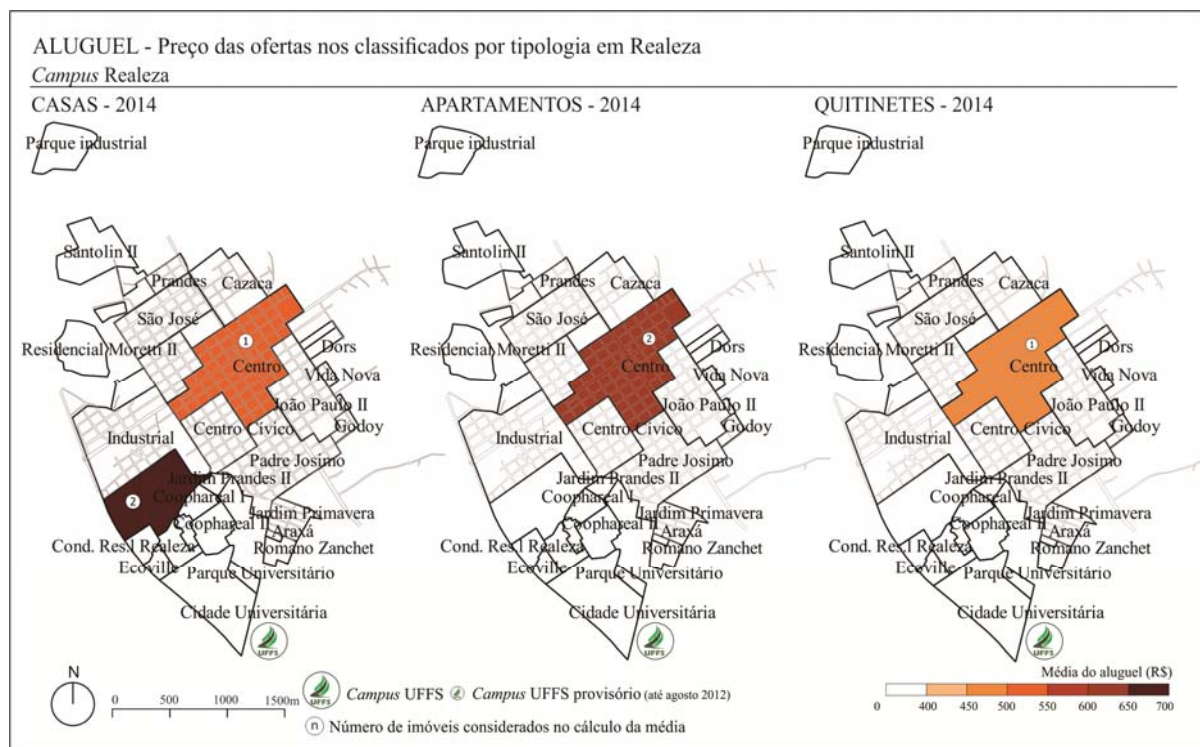 ALUGUEL - Preço das ofertas nos classificados por tipologia em Realeza
Campus Realeza
CASAS - 2014
Parque industrial
Santolin II
Prandes
Cazaca
São José
1
Residencial Moretti II
Dors
Centro
Vida Nova
João Paulo II
Industrial
Centro Cívico
Godoy
Padre Josimo
Jardim Prandes II
2
Coophareal I
Jardim Primavera
Coophareal II
Araxá
Cond. Res.l Realeza
Romano Zanchet
Ecoville
Parque Universitário
Cidade Universitária
UFFS
APARTAMENTOS - 2014
Parque industrial
Santolin II
Prandes
Cazaca
São José
2
Residencial Moretti II
Dors
Centro
Vida Nova
João Paulo II
Industrial
Centro Cívico
Godoy
Padre Josimo
Jardim Prandes II
Coophareal I
Jardim Primavera
Coophareal II
Araxá
Cond. Res.l Realeza
Romano Zanchet
Ecoville
Parque Universitário
Cidade Universitária
UFFS
QUITINETES - 2014
Parque industrial
Santolin II
Prandes
Cazaca
São José
1
Residencial Moretti II
Dors
Centro
Vida Nova
João Paulo II
Industrial
Centro Cívico
Godoy
Padre Josimo
Jardim Prandes II
Coophareal I
Jardim Primavera
Coophareal II
Araxá
Cond. Res.l Realeza
Romano Zanchet
Ecoville
Parque Universitário
Cidade Universitária
UFFS
N
0 500 1000 1500m
UFFS Campus UFFS Campus UFFS provisório (até agosto 2012)
n Número de imóveis considerados no cálculo da média
Média do aluguel (R$)
0 400 450 500 550 600 650 700